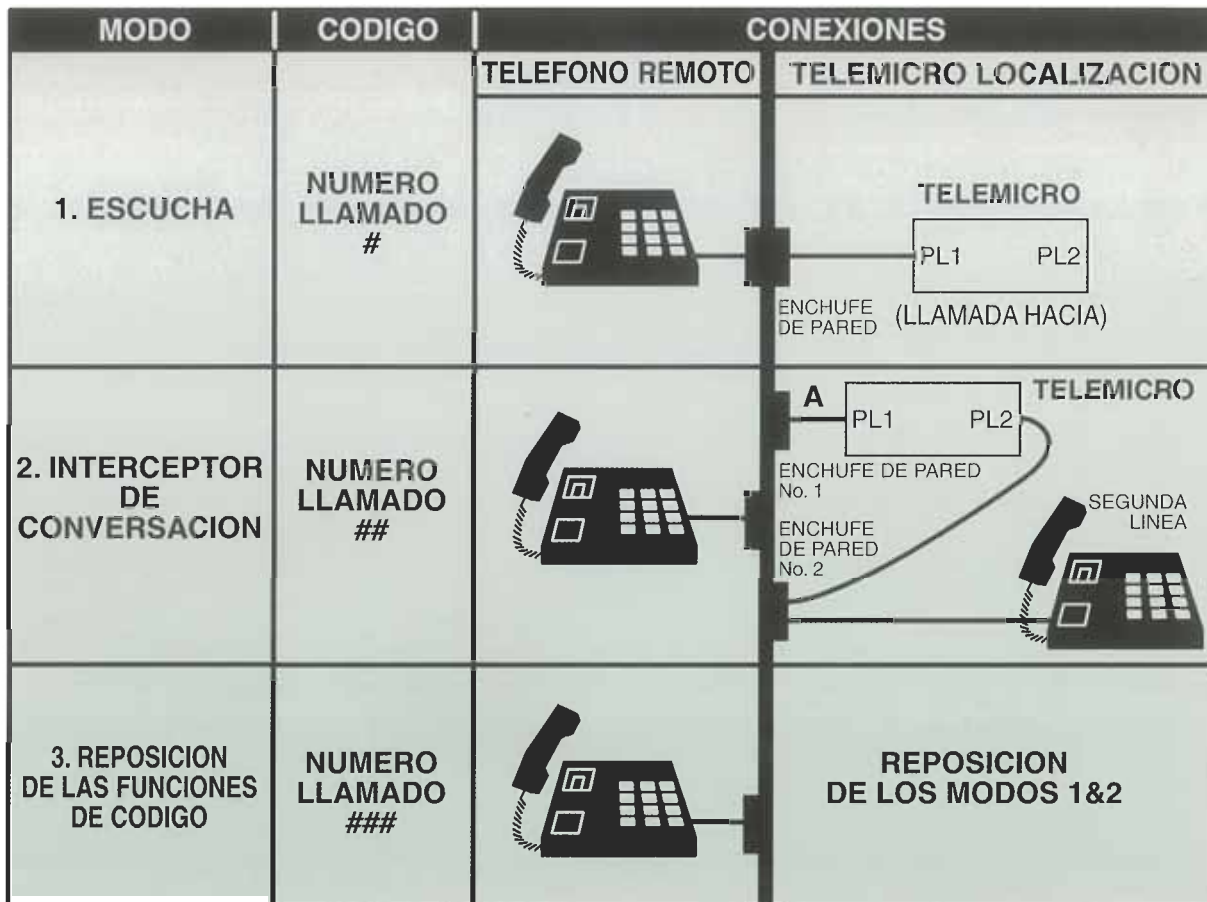 MODO
CODIGO
CONEXIONES
TELEFONO REMOTO
TELEMICRO LOCALIZACION
1. ESCUCHA
NUMERO
LLAMADO
#
TELEMICRO
PL1 PL2
ENCHUFE
DE PARED
(LLAMADA HACIA)
2. INTERCEPTOR
DE
CONVERSACION
NUMERO
LLAMADO
##
A
PL1 PL2
TELEMICRO
ENCHUFE DE PARED
No. 1
ENCHUFE
DE PARED
No. 2
SEGUNDA
LINEA
3. REPOSICION
DE LAS FUNCIONES
DE CODIGO
NUMERO
LLAMADO
###
REPOSICION
DE LOS MODOS 1&2